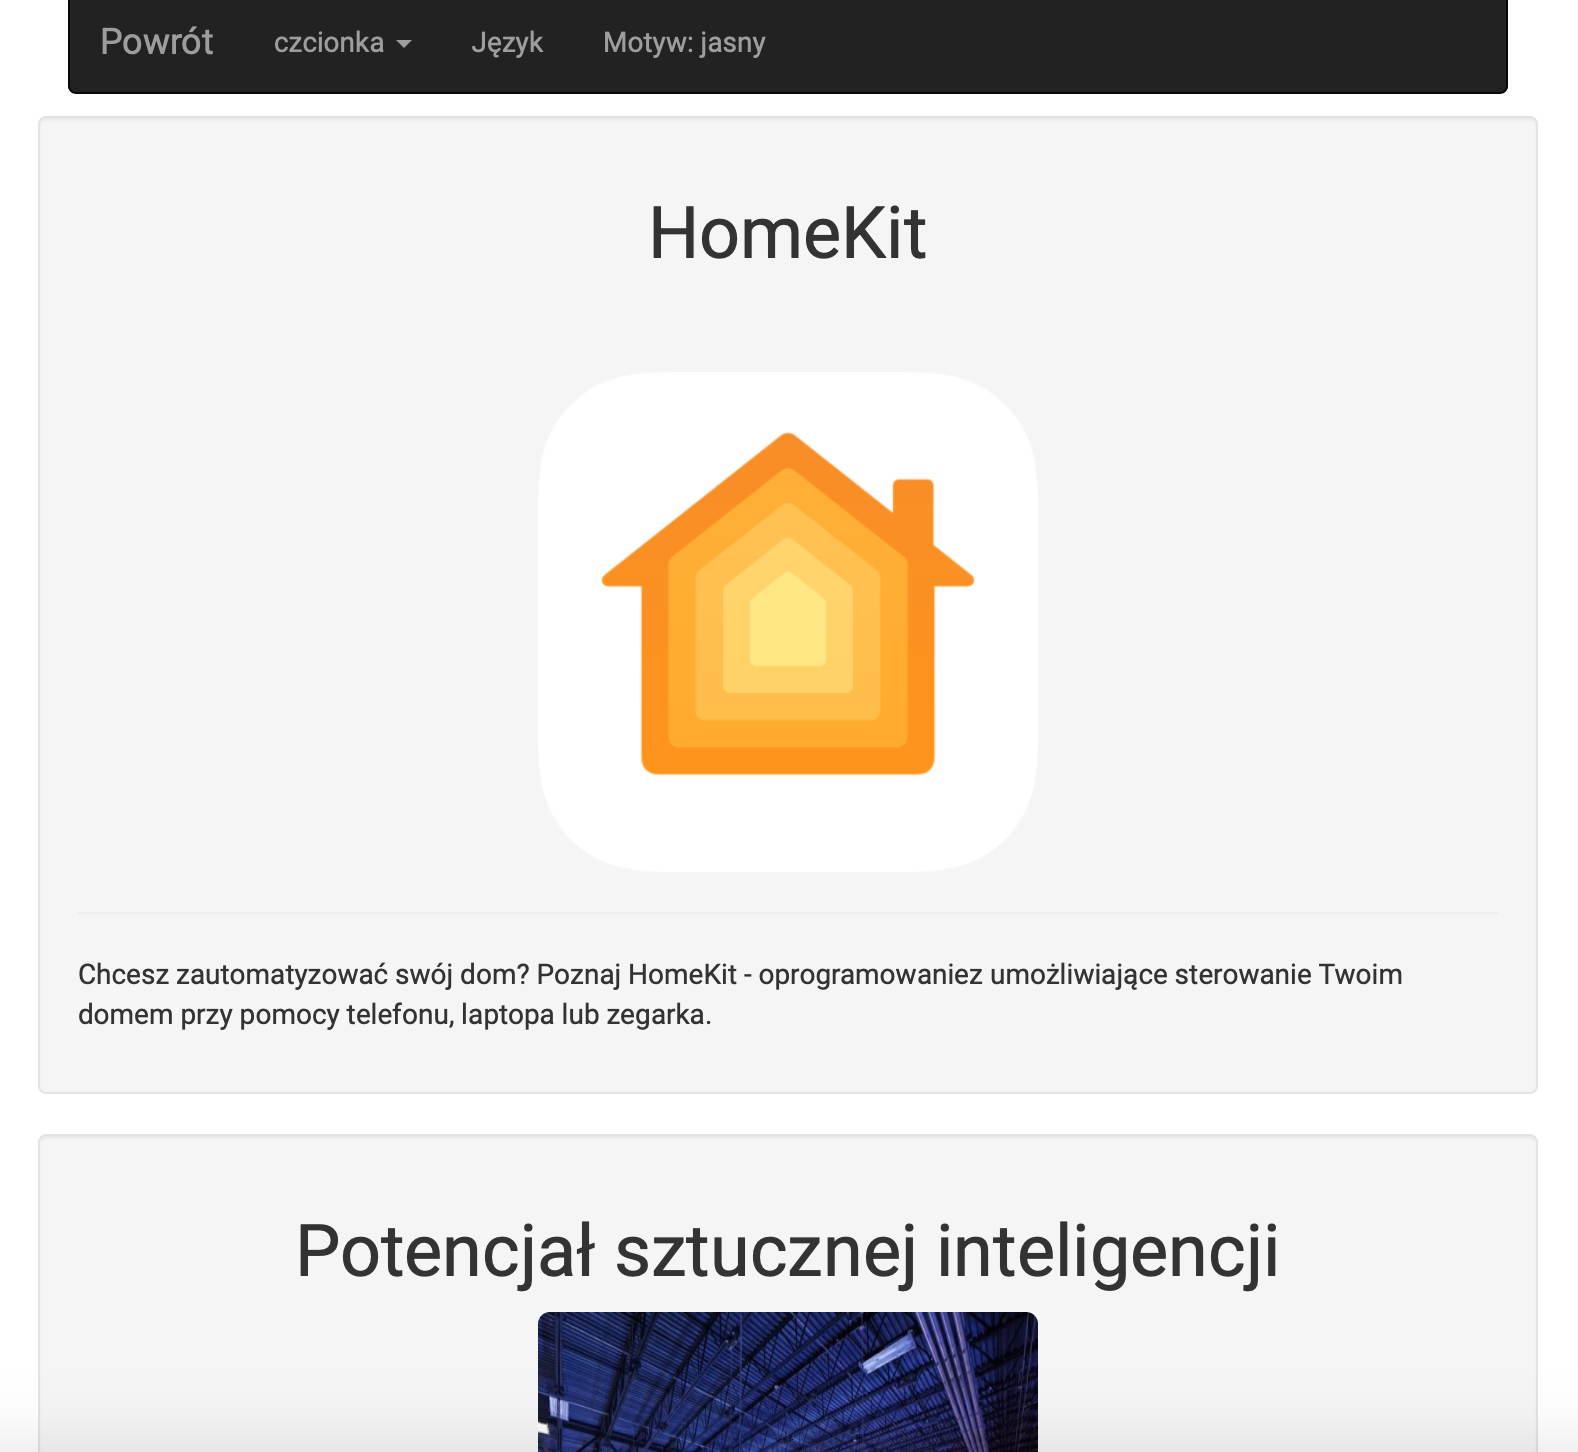 Powrót czcionka Język Motyw: jasny
HomeKit
Chcesz zautomatyzować swój dom? Poznaj HomeKit - oprogramowaniez umożliwiające sterowanie Twoim
domem przy pomocy telefonu, laptopa lub zegarka.
Potencjał sztucznej inteligencji